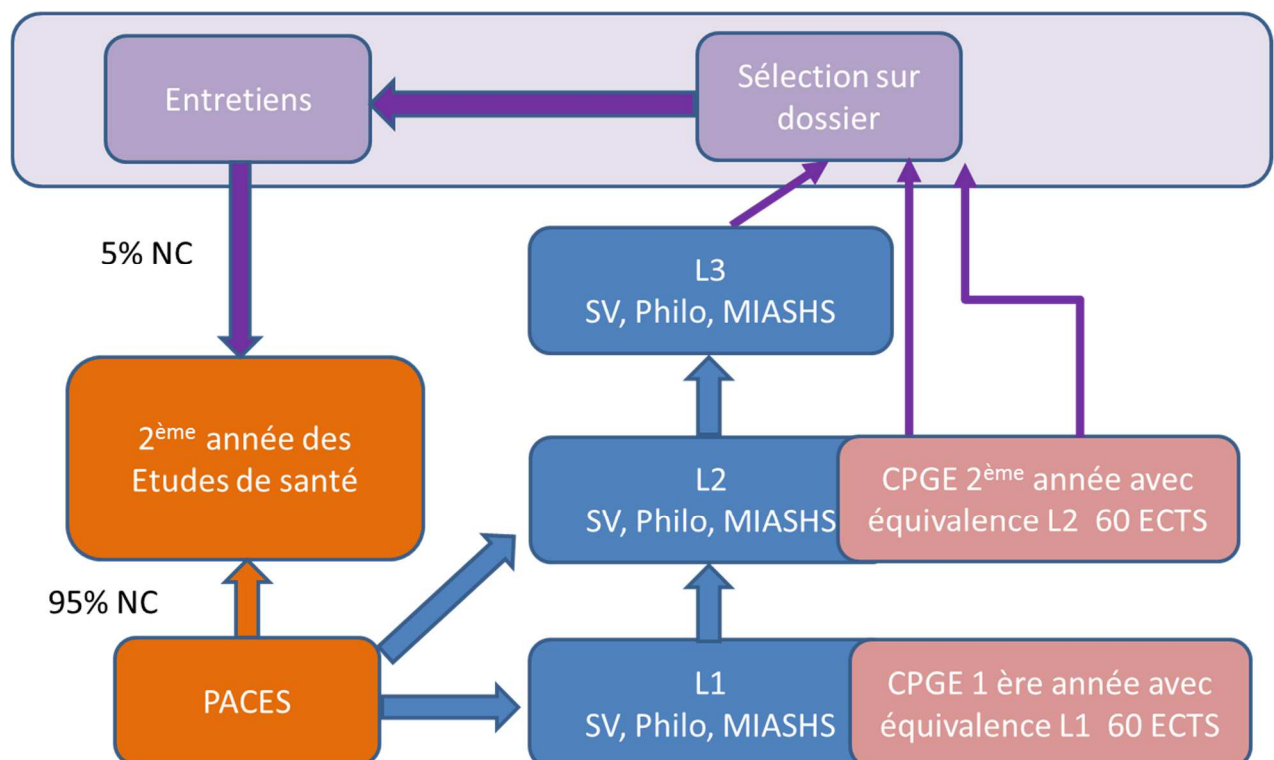 Entretiens
Sélection sur
dossier
5% NC
L3
SV, Philo, MIASHS
2ème année des
Etudes de santé
L2
SV, Philo, MIASHS
CPGE 2ème année avec
équivalence L2 60 ECTS
95% NC
PACES
L1
SV, Philo, MIASHS
CPGE 1 ère année avec
équivalence L1 60 ECTS